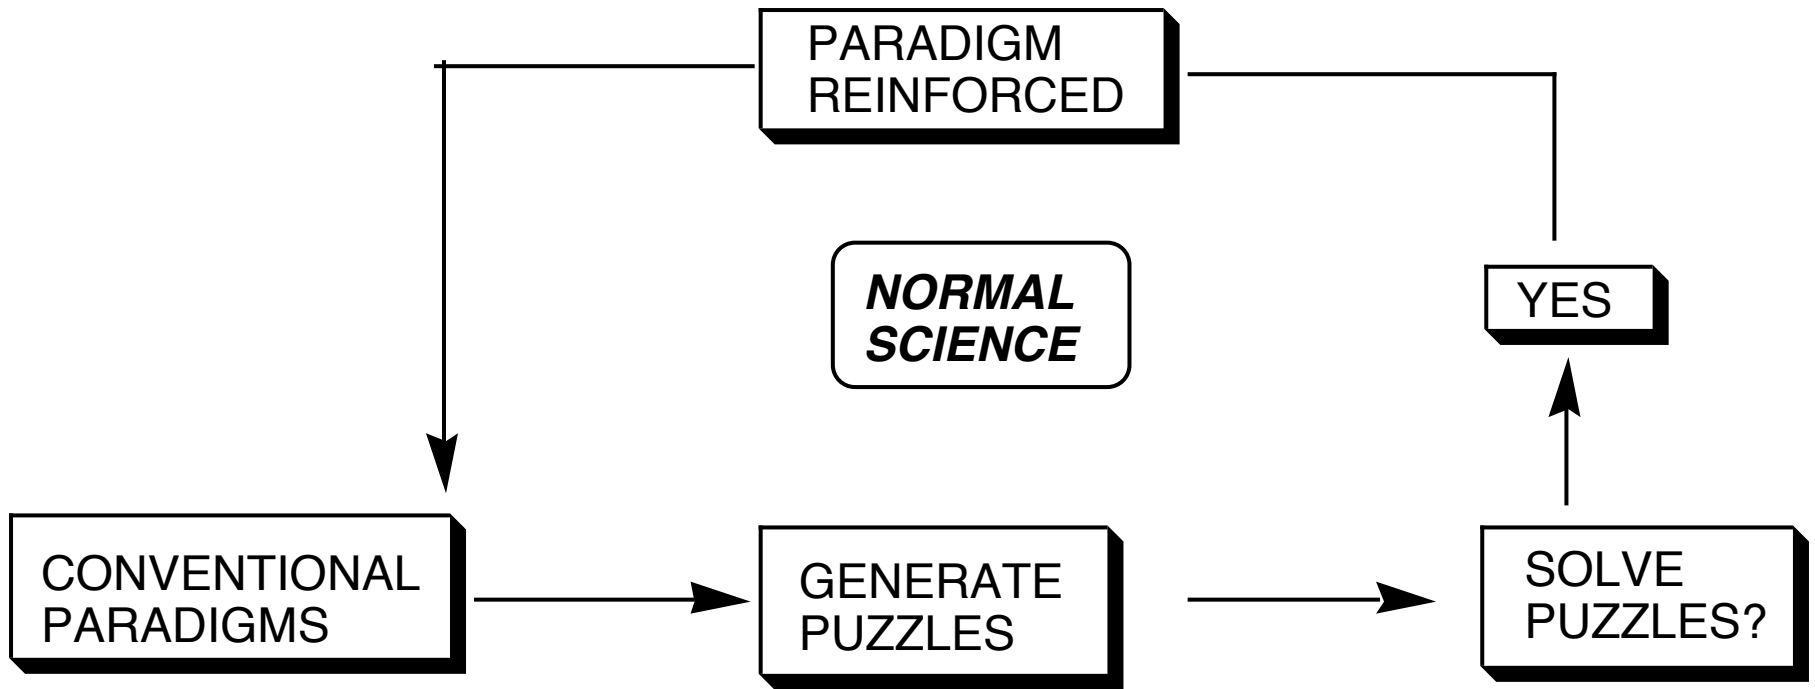 PARADIGM
REINFORCED
NORMAL
SCIENCE
YES
CONVENTIONAL
PARADIGMS
GENERATE
PUZZLES
SOLVE
PUZZLES?